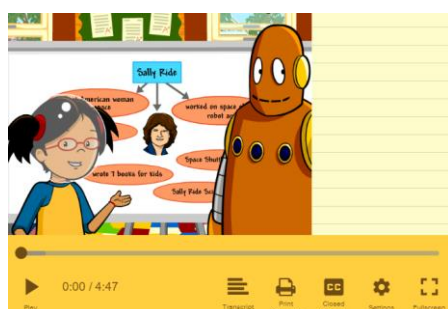 Sally Ride
American woman
space
worked on space
robot
wrote 7 books for kids
Space Shutt
Sally Ride
0:00 / 4:47
CC
Play
Transcript
Print
Closed
Settings
Fullscreen